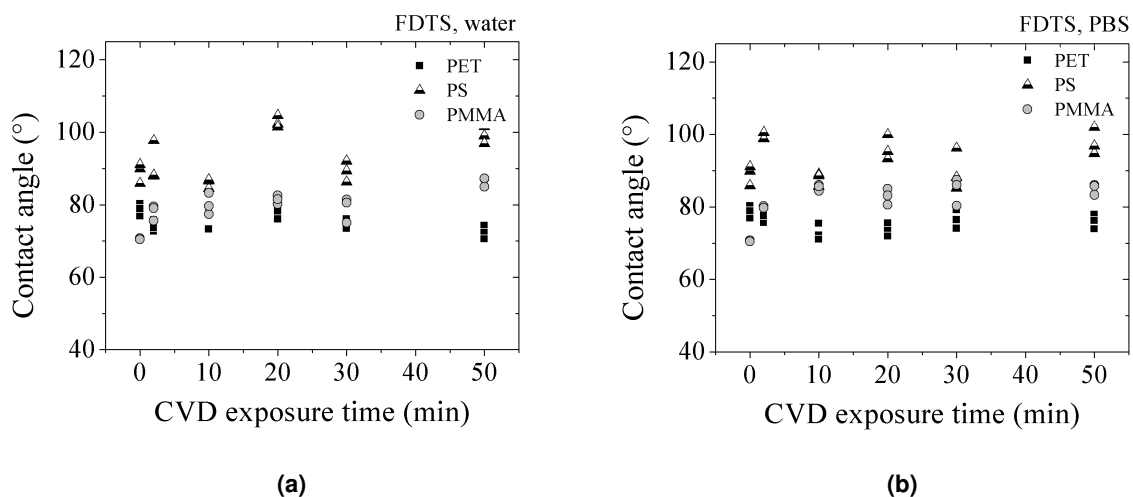 FDTS, water
PET
PS
PMMA
120
100
80
60
40
Contact angle (°)
0 10 20 30 40 50
CVD exposure time (min)
(a)
FDTS, PBS
PET
PS
PMMA
120
100
80
60
40
Contact angle (°)
0 10 20 30 40 50
CVD exposure time (min)
(b)